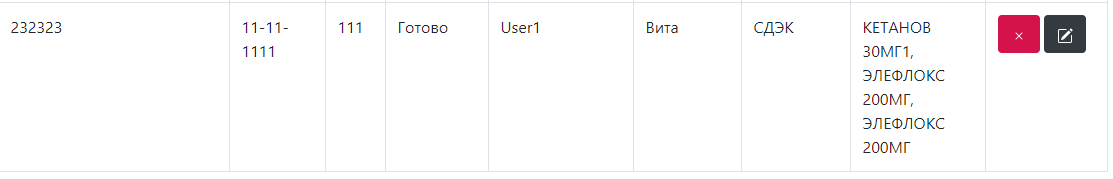 232323
11-11-
1111
111
Готово
User1
Вита
СДЭК
КЕТАНОВ
30МГ1,
ЭЛЕФЛОКС
200МГ,
ЭЛЕФЛОКС
200МГ
×